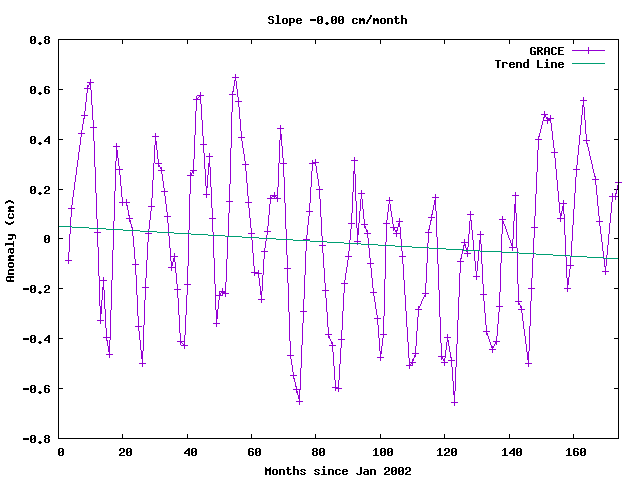 Slope -0.00 cm/month
GRACE
Trend Line
0.8
0.6
0.4
0.2
0
-0.2
-0.4
-0.6
-0.8
Anomaly (cm)
0 20 40 60 80 100 120 140 160
Months since Jan 2002